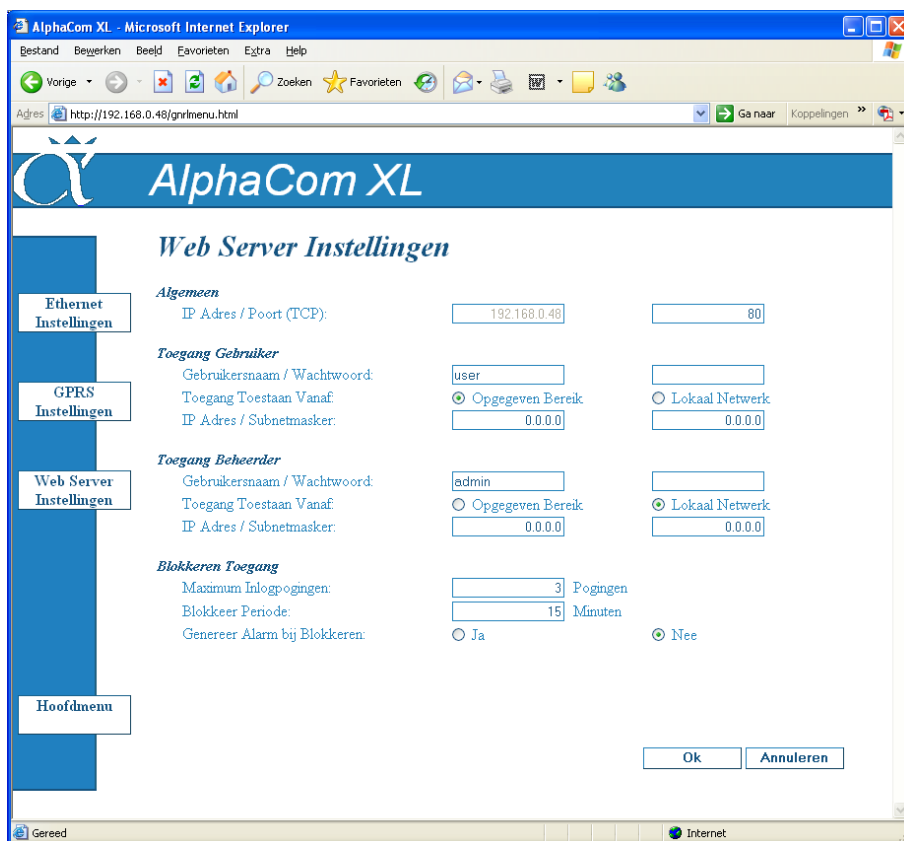 AlphaCom XL - Microsoft Internet Explorer
Bestand Bewerken Beeld Favorieten Extra Help
Vorige Zoeken Favorieten
Adres http://192.168.0.48/gnrlmenu.html Ga naar Koppelingen »
AlphaCom XL
Web Server Instellingen
Ethernet
Instellingen
GPRS
Instellingen
Web Server
Instellingen
Hoofdmenu
Algemeen
IP Adres / Poort (TCP): 192.168.0.48 80
Toegang Gebruiker
Gebruikersnaam / Wachtwoord: user
Toegang Toestaan Vanaf: Opgegeven Bereik Lokaal Netwerk
IP Adres / Subnetmasker: 0.0.0.0 0.0.0.0
Toegang Beheerder
Gebruikersnaam / Wachtwoord: admin
Toegang Toestaan Vanaf: Opgegeven Bereik Lokaal Netwerk
IP Adres / Subnetmasker: 0.0.0.0 0.0.0.0
Blokkeren Toegang
Maximum Inlogpogingen: 3 Pogingen
Blokkeer Periode: 15 Minuten
Genereer Alarm bij Blokkeren: Ja Nee
Ok Annuleren
Gereed Internet